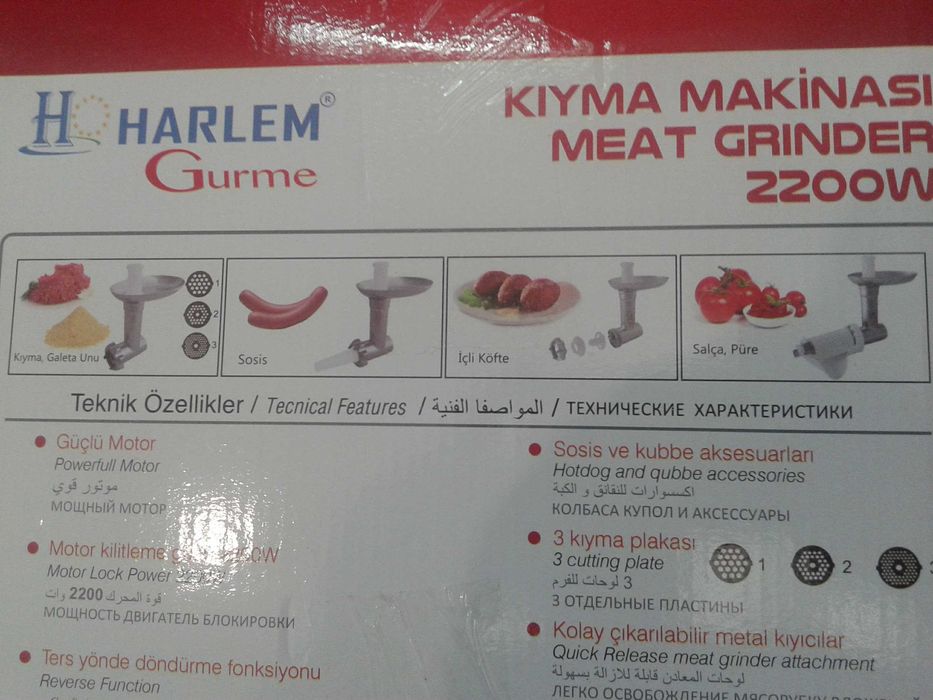 HARLEM®
Gurme
KIYMA MAKİNASI
MEAT GRINDER
2200W
Kıyma, Galeta Unu
1
2
3
Sosis
İçli Köfte
Salça, Püre
Teknik Özellikler / Tecnical Features / المواصفا الفنية / ТЕХНИЧЕСКИЕ ХАРАКТЕРИСТИКИ
Güçlü Motor
Powerfull Motor
موتور قوي
МОЩНЫЙ МОТОР
Motor kilitleme
Motor Lock Power
قوة المحرك 2200 وات
МОЩНОСТЬ ДВИГАТЕЛЬ БЛОКИРОВКИ
Ters yönde döndürme fonksiyonu
Reverse Function
Sosis ve kubbe aksesuarları
Hotdog and qubbe accessories
اكسسوارات للنقانق و الكبة
КОЛБАСА КУПОЛ И АКСЕССУАРЫ
3 kıyma plakası
3 cutting plate
3 لوحات للفرم
3 ОТДЕЛЬНЫЕ ПЛАСТИНЫ
1
2
Kolay çıkarılabilir metal kıyıcılar
Quick Release meat grinder attachment
لوحات المعادن قابلة للازالة بسهولة
ЛЕГКО ОСВОБОЖДЕНИЕ